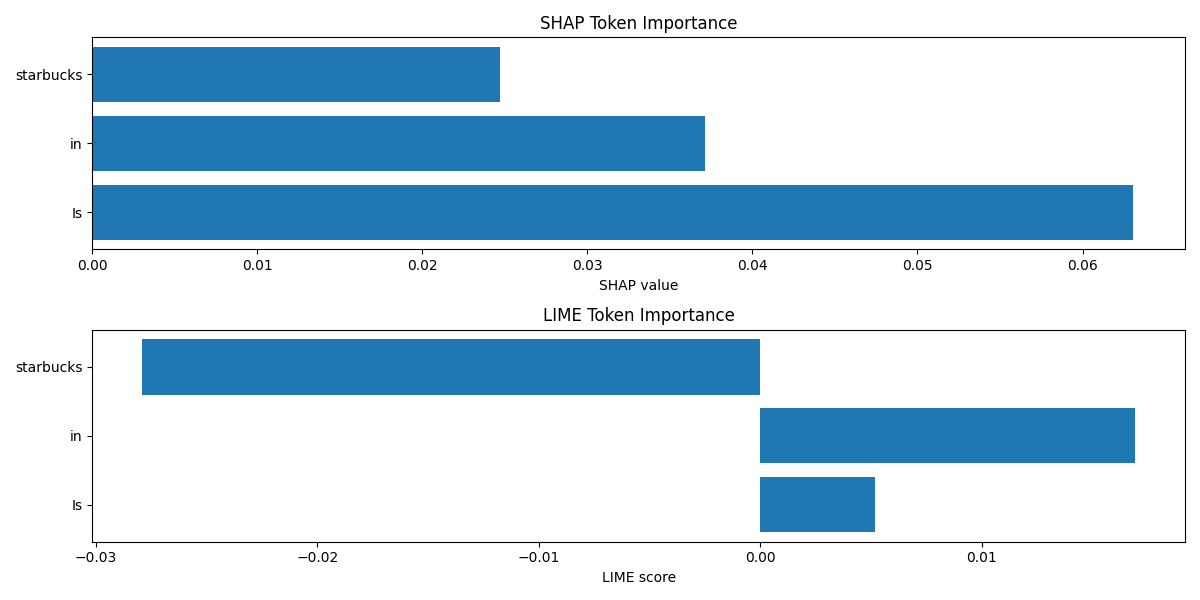 SHAP Token Importance
starbucks
in
Is
0.00 0.01 0.02 0.03 0.04 0.05 0.06
SHAP value
LIME Token Importance
starbucks
in
Is
−0.03 −0.02 −0.01 0.00 0.01
LIME score